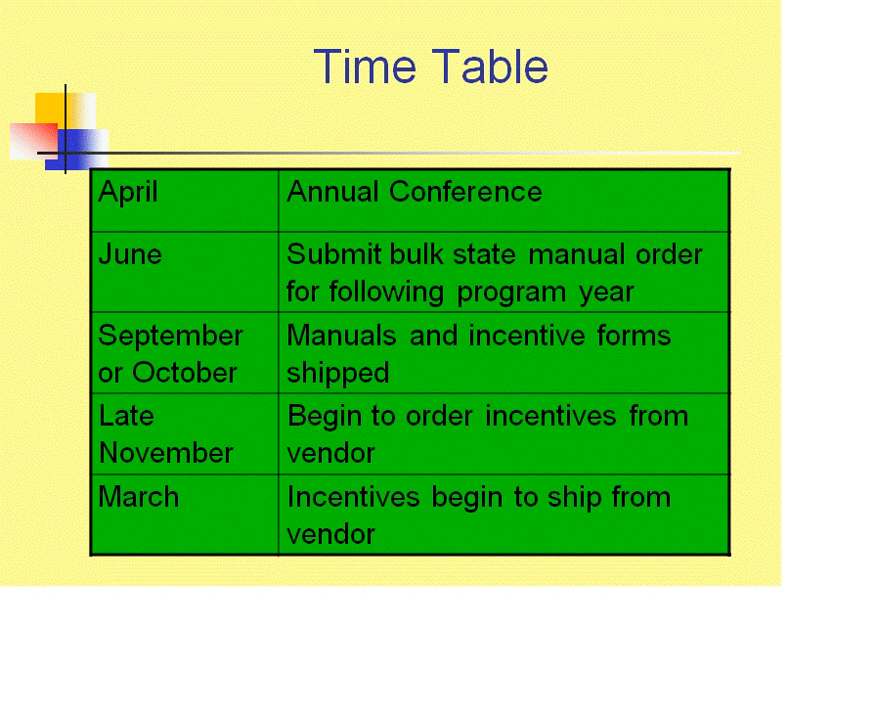 Time Table
April
Annual Conference
June
Submit bulk state manual order
for following program year
September
or October
Manuals and incentive forms
shipped
Late
November
Begin to order incentives from
vendor
March
Incentives begin to ship from
vendor